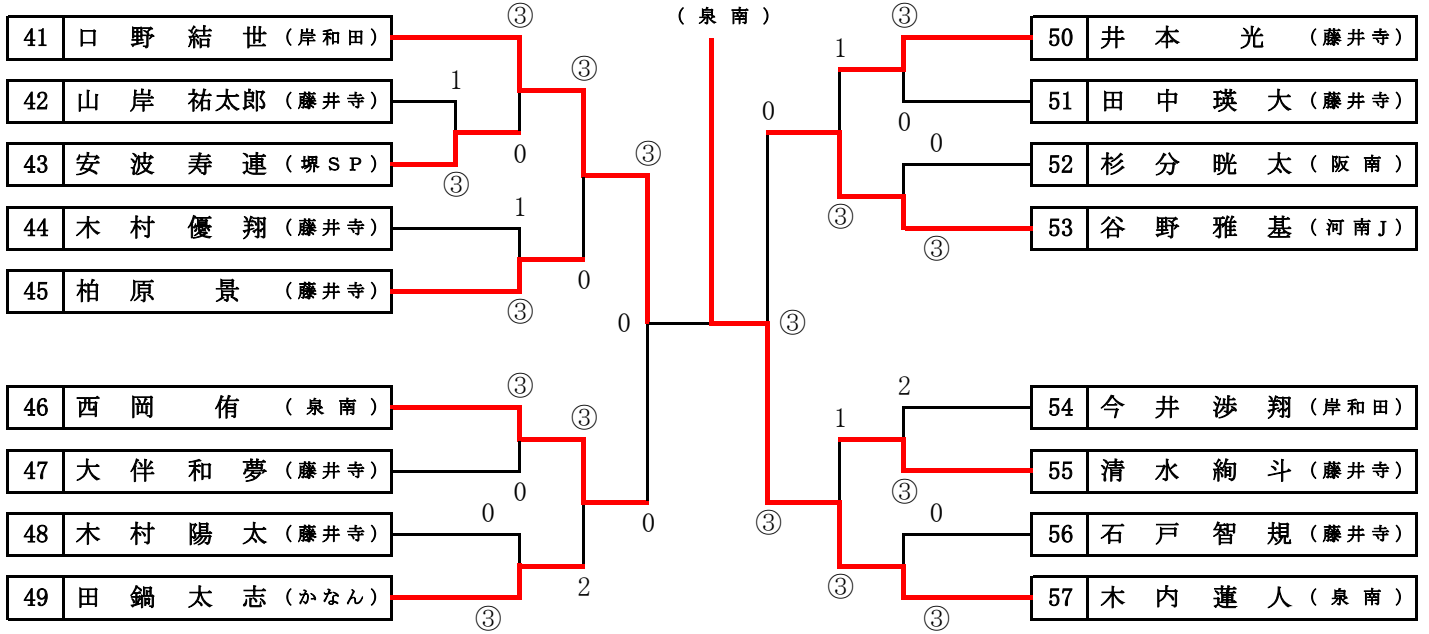 (泉南)
41 口野結世 (岸和田)
42 山岸祐太郎 (藤井寺)
43 安波寿連 (堺SP)
44 木村優翔 (藤井寺)
45 柏原景 (藤井寺)
46 西岡侑 (泉南)
47 大伴和夢 (藤井寺)
48 木村陽太 (藤井寺)
49 田鍋太志 (かなん)
③
1
③
0
③
1
③
0
③
0
③
0
③
0
③
2
0
③
50 井本光 (藤井寺)
51 田中瑛大 (藤井寺)
52 杉分晄太 (阪南)
53 谷野雅基 (河南J)
54 今井渉翔 (岸和田)
55 清水絢斗 (藤井寺)
56 石戸智規 (藤井寺)
57 木内蓮人 (泉南)
③
1
0
0
0
③
③
③
2
1
③
0
③
③
③